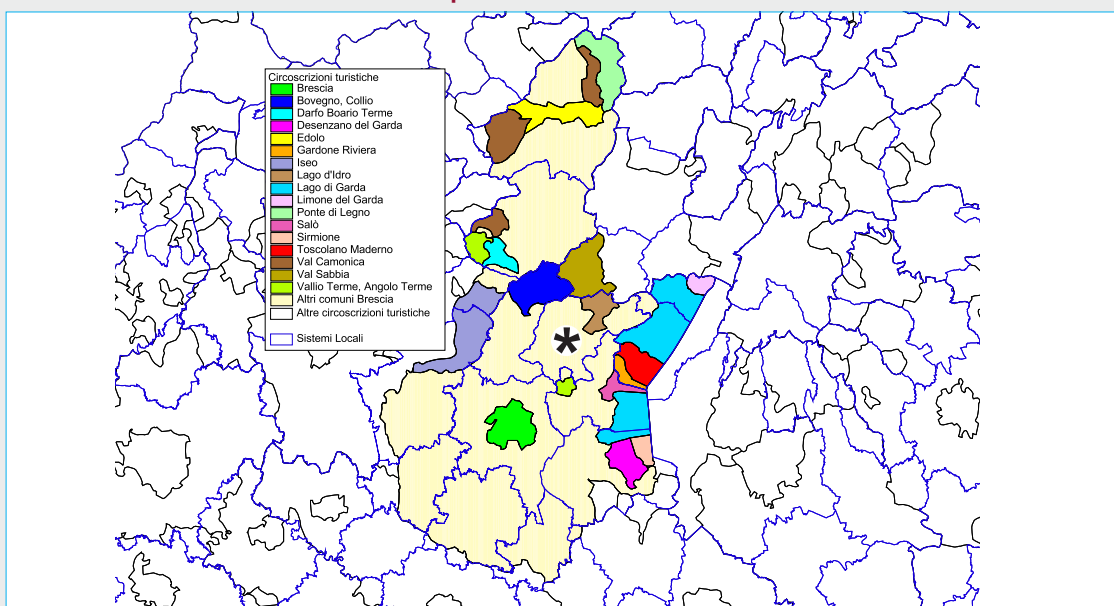 Circoscrizioni turistiche
Brescia
Bovegno, Collio
Darfo Boario Terme
Desenzano del Garda
Edolo
Gardone Riviera
Iseo
Lago d'Idro
Lago di Garda
Limone del Garda
Ponte di Legno
Salò
Sirmione
Toscolano Maderno
Val Camonica
Val Sabbia
Vallio Terme, Angolo Terme
Altri comuni Brescia
Altre circoscrizioni turistiche
Sistemi Locali
*